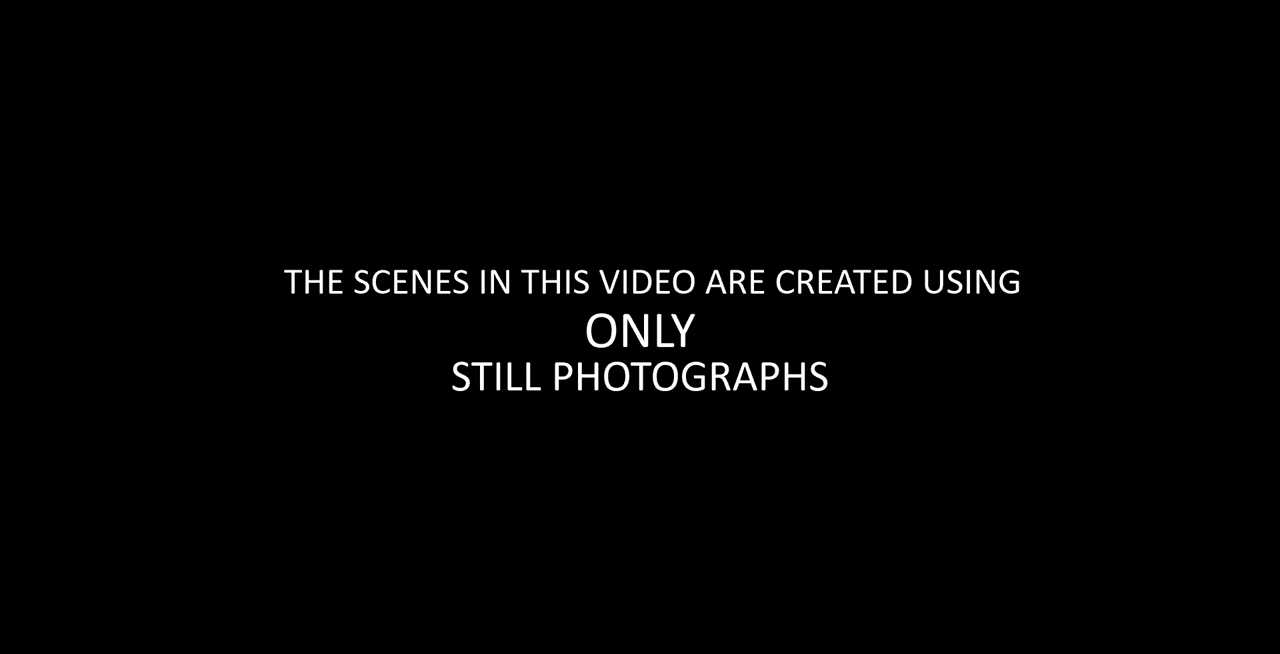 THE SCENES IN THIS VIDEO ARE CREATED USING
ONLY
STILL PHOTOGRAPHS